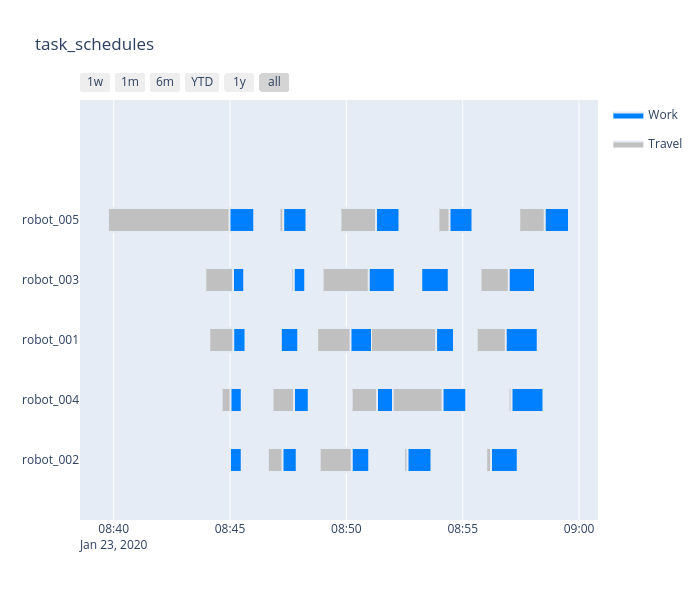 task_schedules
1w 1m 6m YTD 1y all
Work
Travel
robot_005
robot_003
robot_001
robot_004
robot_002
08:40 08:45 08:50 08:55 09:00
Jan 23, 2020